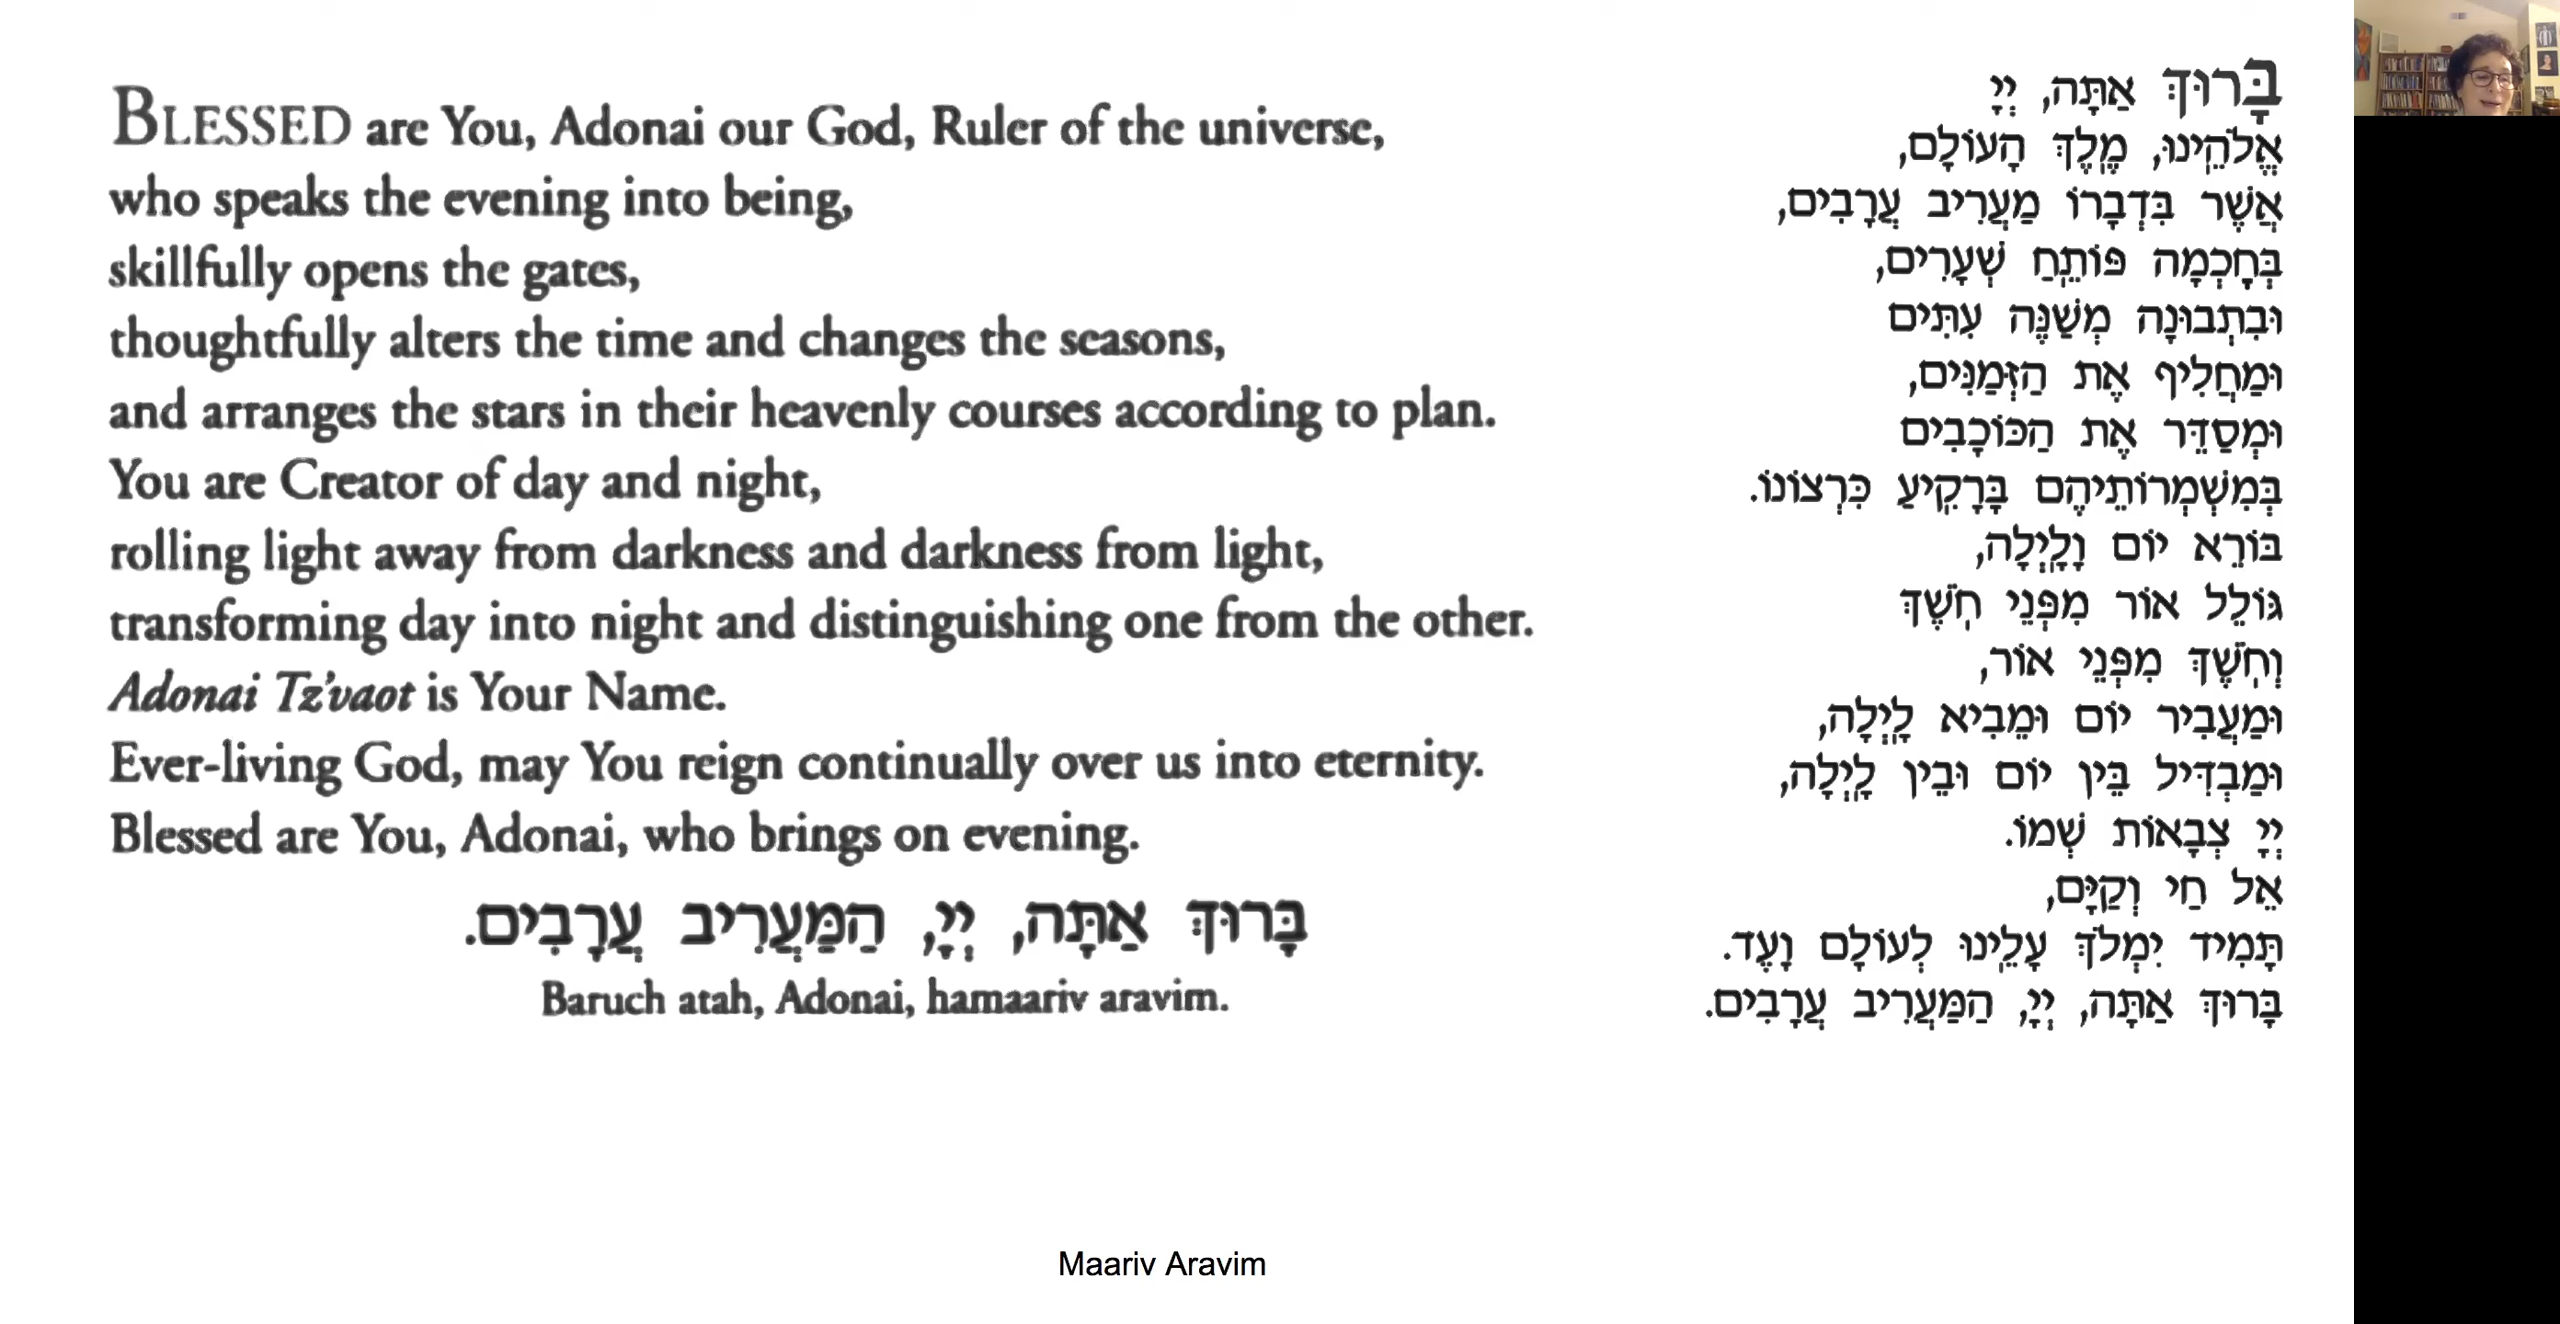 BLESSED are You, Adonai our God, Ruler of the universe,
who speaks the evening into being,
skillfully opens the gates,
thoughtfully alters the time and changes the seasons,
and arranges the stars in their heavenly courses according to plan.
You are Creator of day and night,
rolling light away from darkness and darkness from light,
transforming day into night and distinguishing one from the other.
Adonai Tz'vaot is Your Name.
Ever-living God, may You reign continually over us into eternity.
Blessed are You, Adonai, who brings on evening.
בָּרוּךְ אַתָּה, יְיָ, הַמַּעֲרִיב עֲרָבִים.
Baruch atah, Adonai, hamaariv aravim.
בָּרוּךְ אַתָּה, יְיָ
אֱלֹהֵֽינוּ, מֶֽלֶךְ הָעוֹלָם,
אֲשֶׁר בִּדְבָרוֹ מַעֲרִיב עֲרָבִים,
בְּחָכְמָה פּוֹתֵֽחַ שְׁעָרִים,
וּבִתְבוּנָה מְשַׁנֶּה עִתִּים
וּמַחֲלִיף אֶת הַזְּמַנִּים,
וּמְסַדֵּר אֶת הַכּוֹכָבִים
בְּמִשְׁמְרוֹתֵיהֶם בָּרָקִֽיעַ כִּרְצוֹנוֹ.
בּוֹרֵא יוֹם וָלָֽיְלָה,
גּוֹלֵל אוֹר מִפְּנֵי חֹֽשֶׁךְ
וְחֹֽשֶׁךְ מִפְּנֵי אוֹר,
וּמַעֲבִיר יוֹם וּמֵבִיא לָֽיְלָה,
וּמַבְדִּיל בֵּין יוֹם וּבֵין לָֽיְלָה,
יְיָ צְבָאוֹת שְׁמוֹ.
אֵל חַי וְקַיָּם,
תָּמִיד יִמְלֹךְ עָלֵֽינוּ לְעוֹלָם וָעֶד.
בָּרוּךְ אַתָּה, יְיָ, הַמַּעֲרִיב עֲרָבִים.
Maariv Aravim